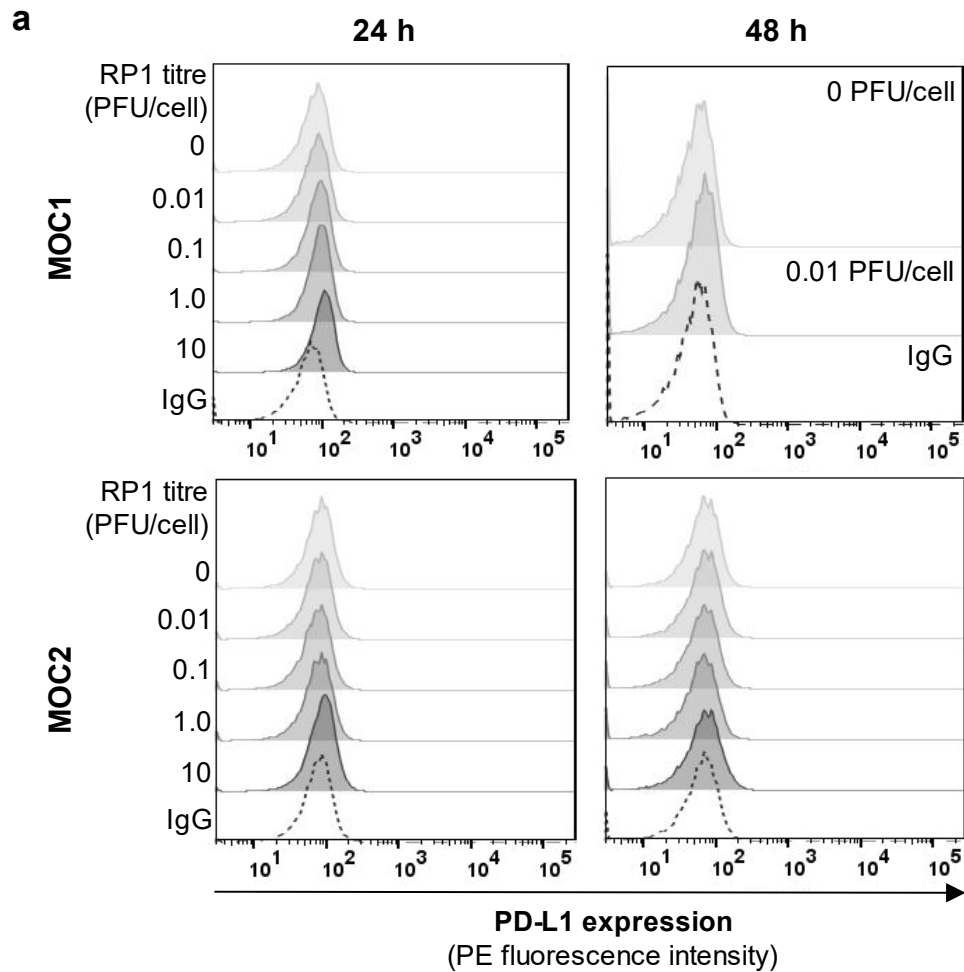 a
24 h
48 h
MOC1
RP1 titre
(PFU/cell)
0
0.01
0.1
1.0
10
IgG
10^1 10^2 10^3 10^4 10^5
0 PFU/cell
0.01 PFU/cell
IgG
10^1 10^2 10^3 10^4 10^5
MOC2
RP1 titre
(PFU/cell)
0
0.01
0.1
1.0
10
IgG
10^1 10^2 10^3 10^4 10^5
10^1 10^2 10^3 10^4 10^5
PD-L1 expression
(PE fluorescence intensity)